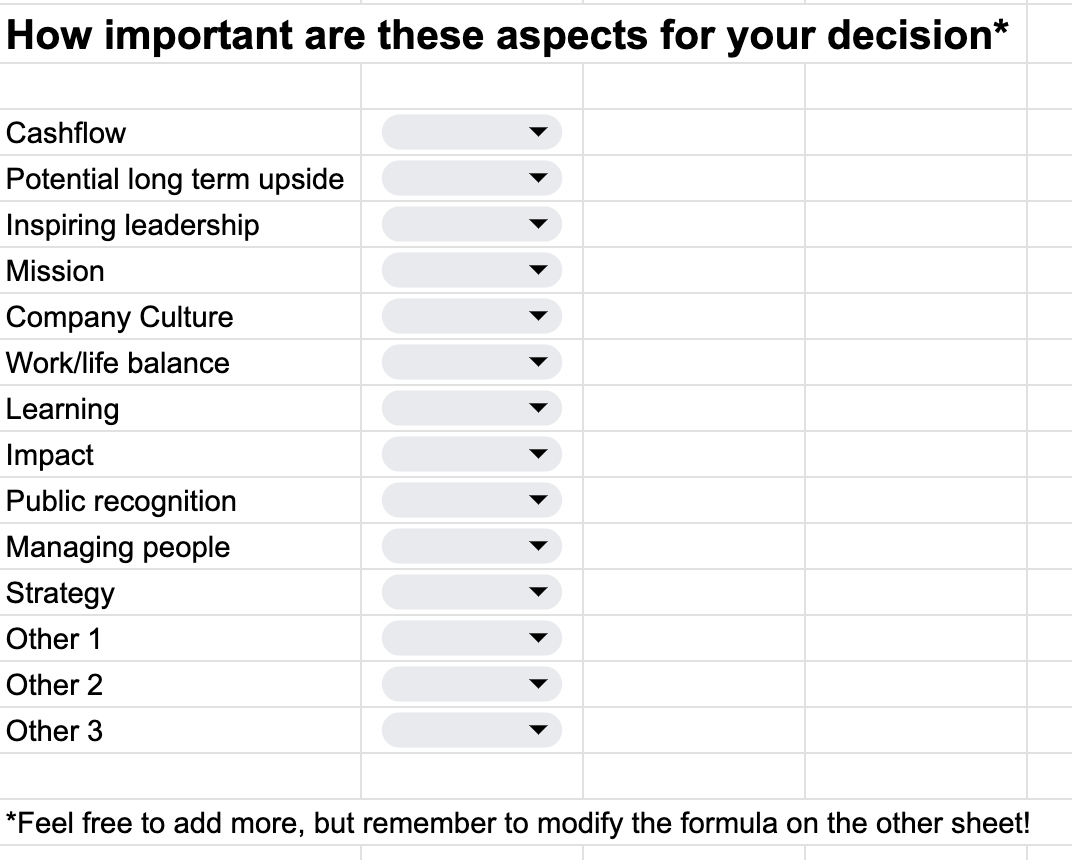 How important are these aspects for your decision*
Cashflow
Potential long term upside
Inspiring leadership
Mission
Company Culture
Work/life balance
Learning
Impact
Public recognition
Managing people
Strategy
Other 1
Other 2
Other 3
*Feel free to add more, but remember to modify the formula on the other sheet!